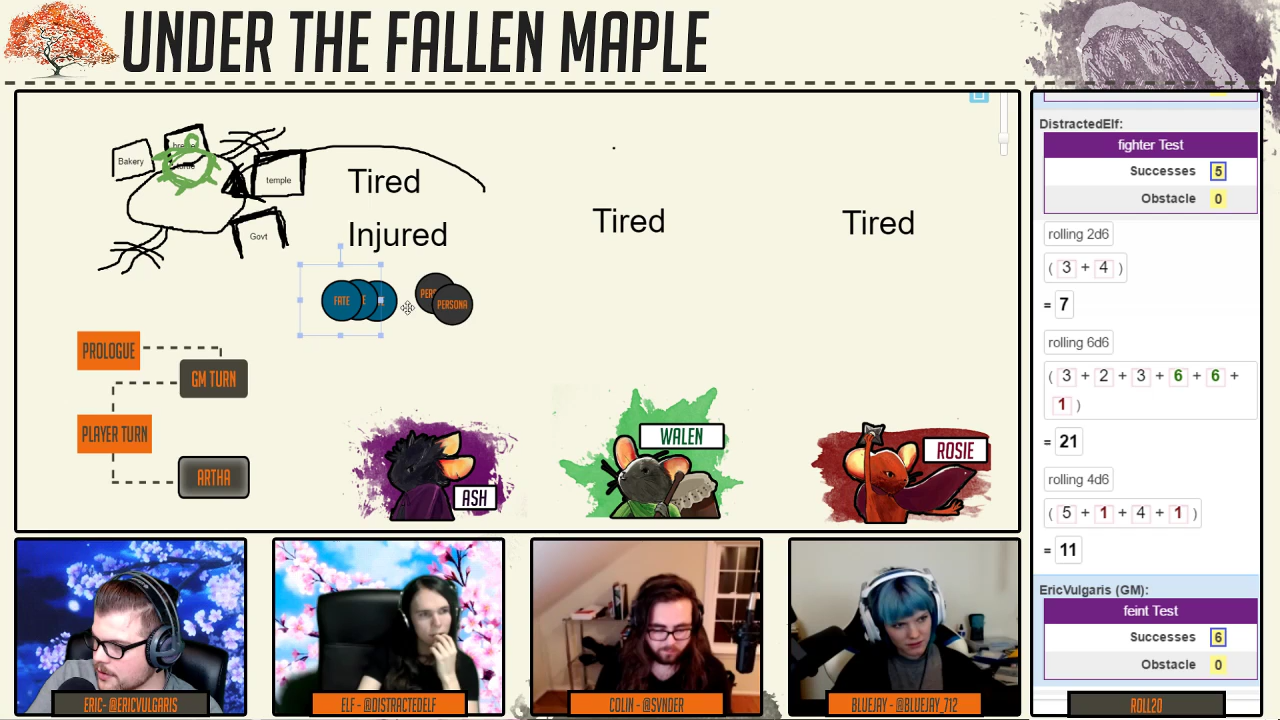 UNDER THE FALLEN MAPLE
Bakery
temple
Govt
Tired
Injured
Tired
Tired
FATE
PERSONA
PROLOGUE
GM TURN
PLAYER TURN
ARTHA
ASH
WALEN
ROSIE
DistractedElf:
fighter Test
Successes 5
Obstacle 0
rolling 2d6
( 3 + 4 )
= 7
rolling 6d6
( 3 + 2 + 3 + 6 + 6 +
1 )
= 21
rolling 4d6
( 5 + 1 + 4 + 1 )
= 11
EricVulgaris (GM):
feint Test
Successes 6
Obstacle 0
ERIC- @ERICVULGARIS
ELF - @DISTRACTEDELF
COLIN - @SVNDER
BLUEJAY - @BLUEJAY_712
ROLL20